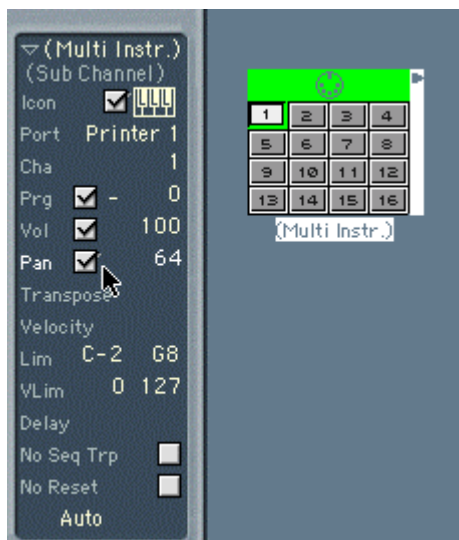 (Multi Instr.)
(Sub Channel)
Icon
Port Printer 1
Cha 1
Prg - 0
Vol 100
Pan 64
Transpose
Velocity
Lim C-2 G8
VLim 0 127
Delay
No Seq Trp
No Reset
Auto
1 2 3 4
5 6 7 8
9 10 11 12
13 14 15 16
(Multi Instr.)